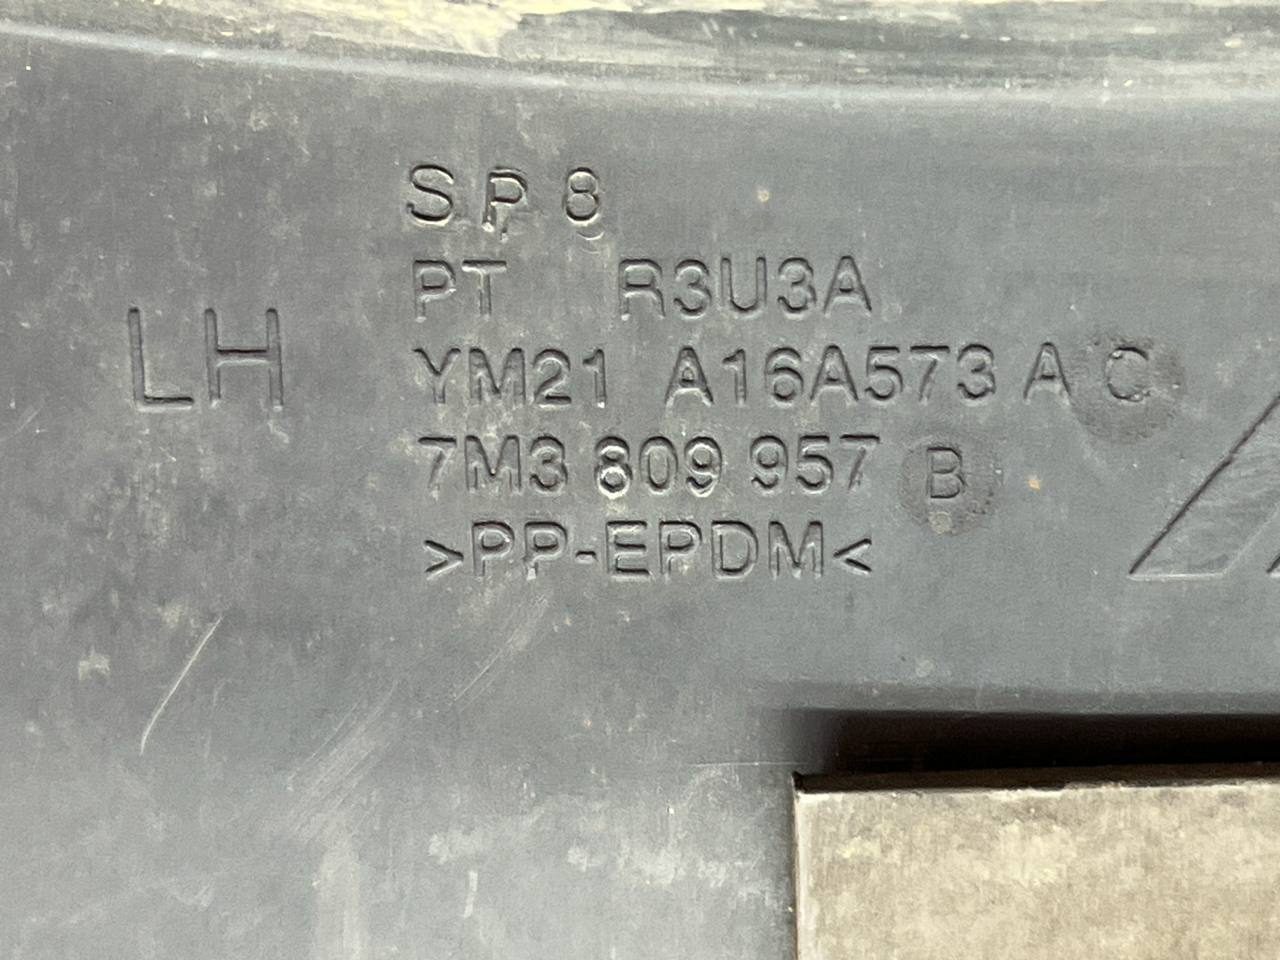 LH
SP8
PT R3U3A
YM21 A16A573 AC
7M3 809 957 B
>PP-EPDM<